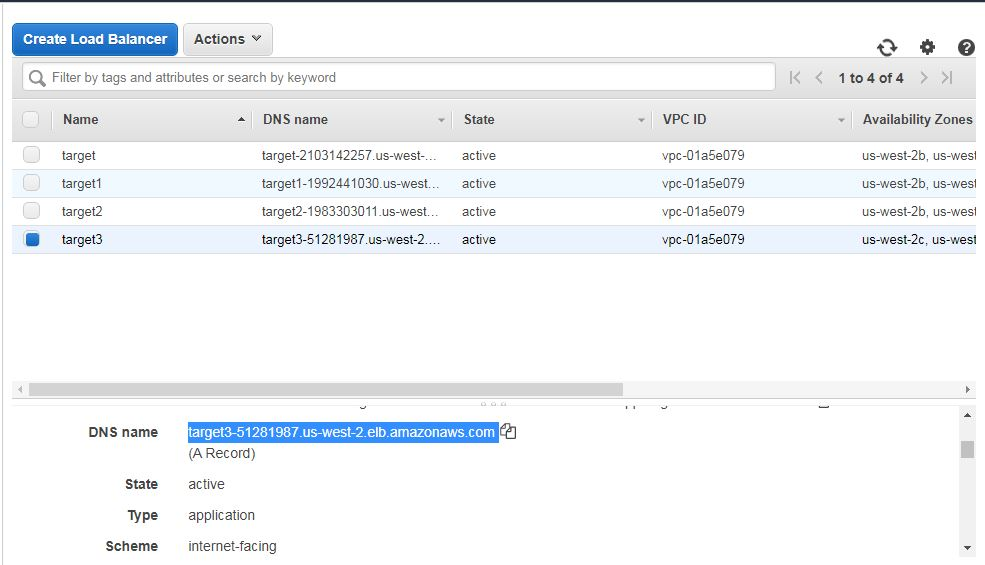 Create Load Balancer Actions
Filter by tags and attributes or search by keyword 1 to 4 of 4
Name DNS name State VPC ID Availability Zones
target target-2103142257.us-west-... active vpc-01a5e079 us-west-2b, us-west
target1 target1-1992441030.us-west... active vpc-01a5e079 us-west-2b, us-west
target2 target2-1983303011.us-west... active vpc-01a5e079 us-west-2b, us-west
target3 target3-51281987.us-west-2.... active vpc-01a5e079 us-west-2c, us-west
DNS name target3-51281987.us-west-2.elb.amazonaws.com
(A Record)
State active
Type application
Scheme internet-facing